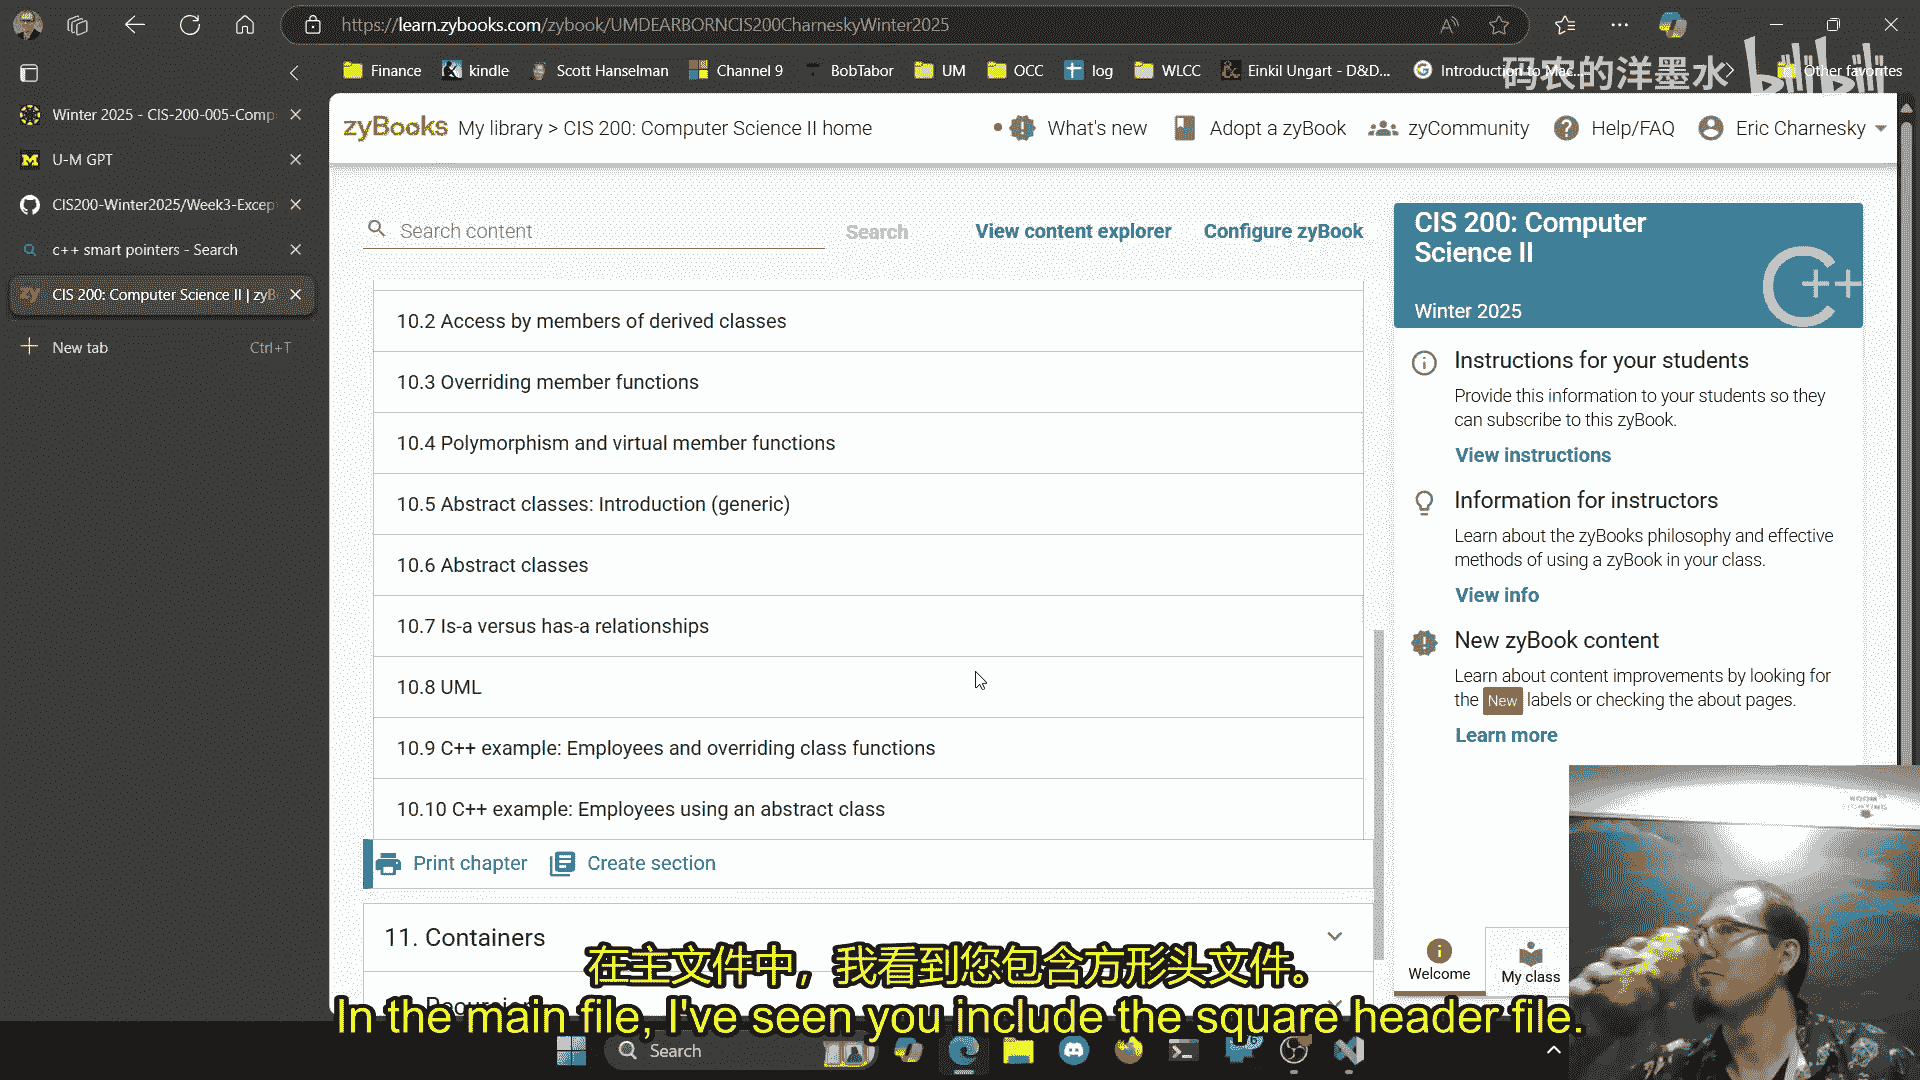 https://learn.zybooks.com/zybook/UMDEARBORNCIS200CharneskyWinter2025
Finance
kindle
Scott Hanselman
Channel 9
BobTabor
UM
OCC
log
WLCC
Einkil Ungart - D&D...
Introduction to Mac...
Other favorites
码农的洋墨水
bilibili
Winter 2025 - CIS-200-005-Comp
U-M GPT
CIS200-Winter2025/Week3-Excep
c++ smart pointers - Search
CIS 200: Computer Science II | zyB
New tab
Ctrl+T
zyBooks
My library > CIS 200: Computer Science II home
What's new
Adopt a zyBook
zyCommunity
Help/FAQ
Eric Charnesky
Search content
Search
View content explorer
Configure zyBook
10.2 Access by members of derived classes
10.3 Overriding member functions
10.4 Polymorphism and virtual member functions
10.5 Abstract classes: Introduction (generic)
10.6 Abstract classes
10.7 Is-a versus has-a relationships
10.8 UML
10.9 C++ example: Employees and overriding class functions
10.10 C++ example: Employees using an abstract class
Print chapter
Create section
11. Containers
CIS 200: Computer
Science II
Winter 2025
C++
Instructions for your students
Provide this information to your students so they
can subscribe to this zyBook.
View instructions
Information for instructors
Learn about the zyBooks philosophy and effective
methods of using a zyBook in your class.
View info
New zyBook content
Learn about content improvements by looking for
the New labels or checking the about pages.
Learn more
Welcome
My class
在主文件中，我看到您包含方形头文件。
In the main file, I've seen you include the square header file.
Search